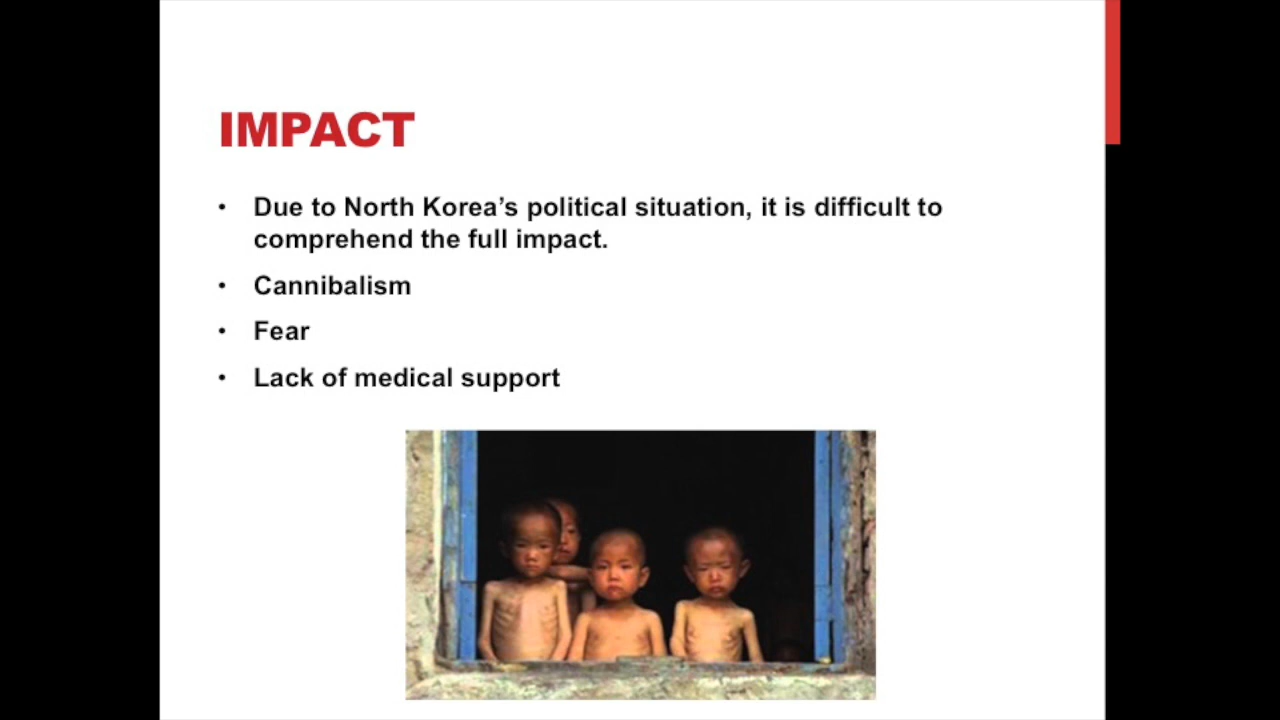 IMPACT
• Due to North Korea’s political situation, it is difficult to
comprehend the full impact.
• Cannibalism
• Fear
• Lack of medical support